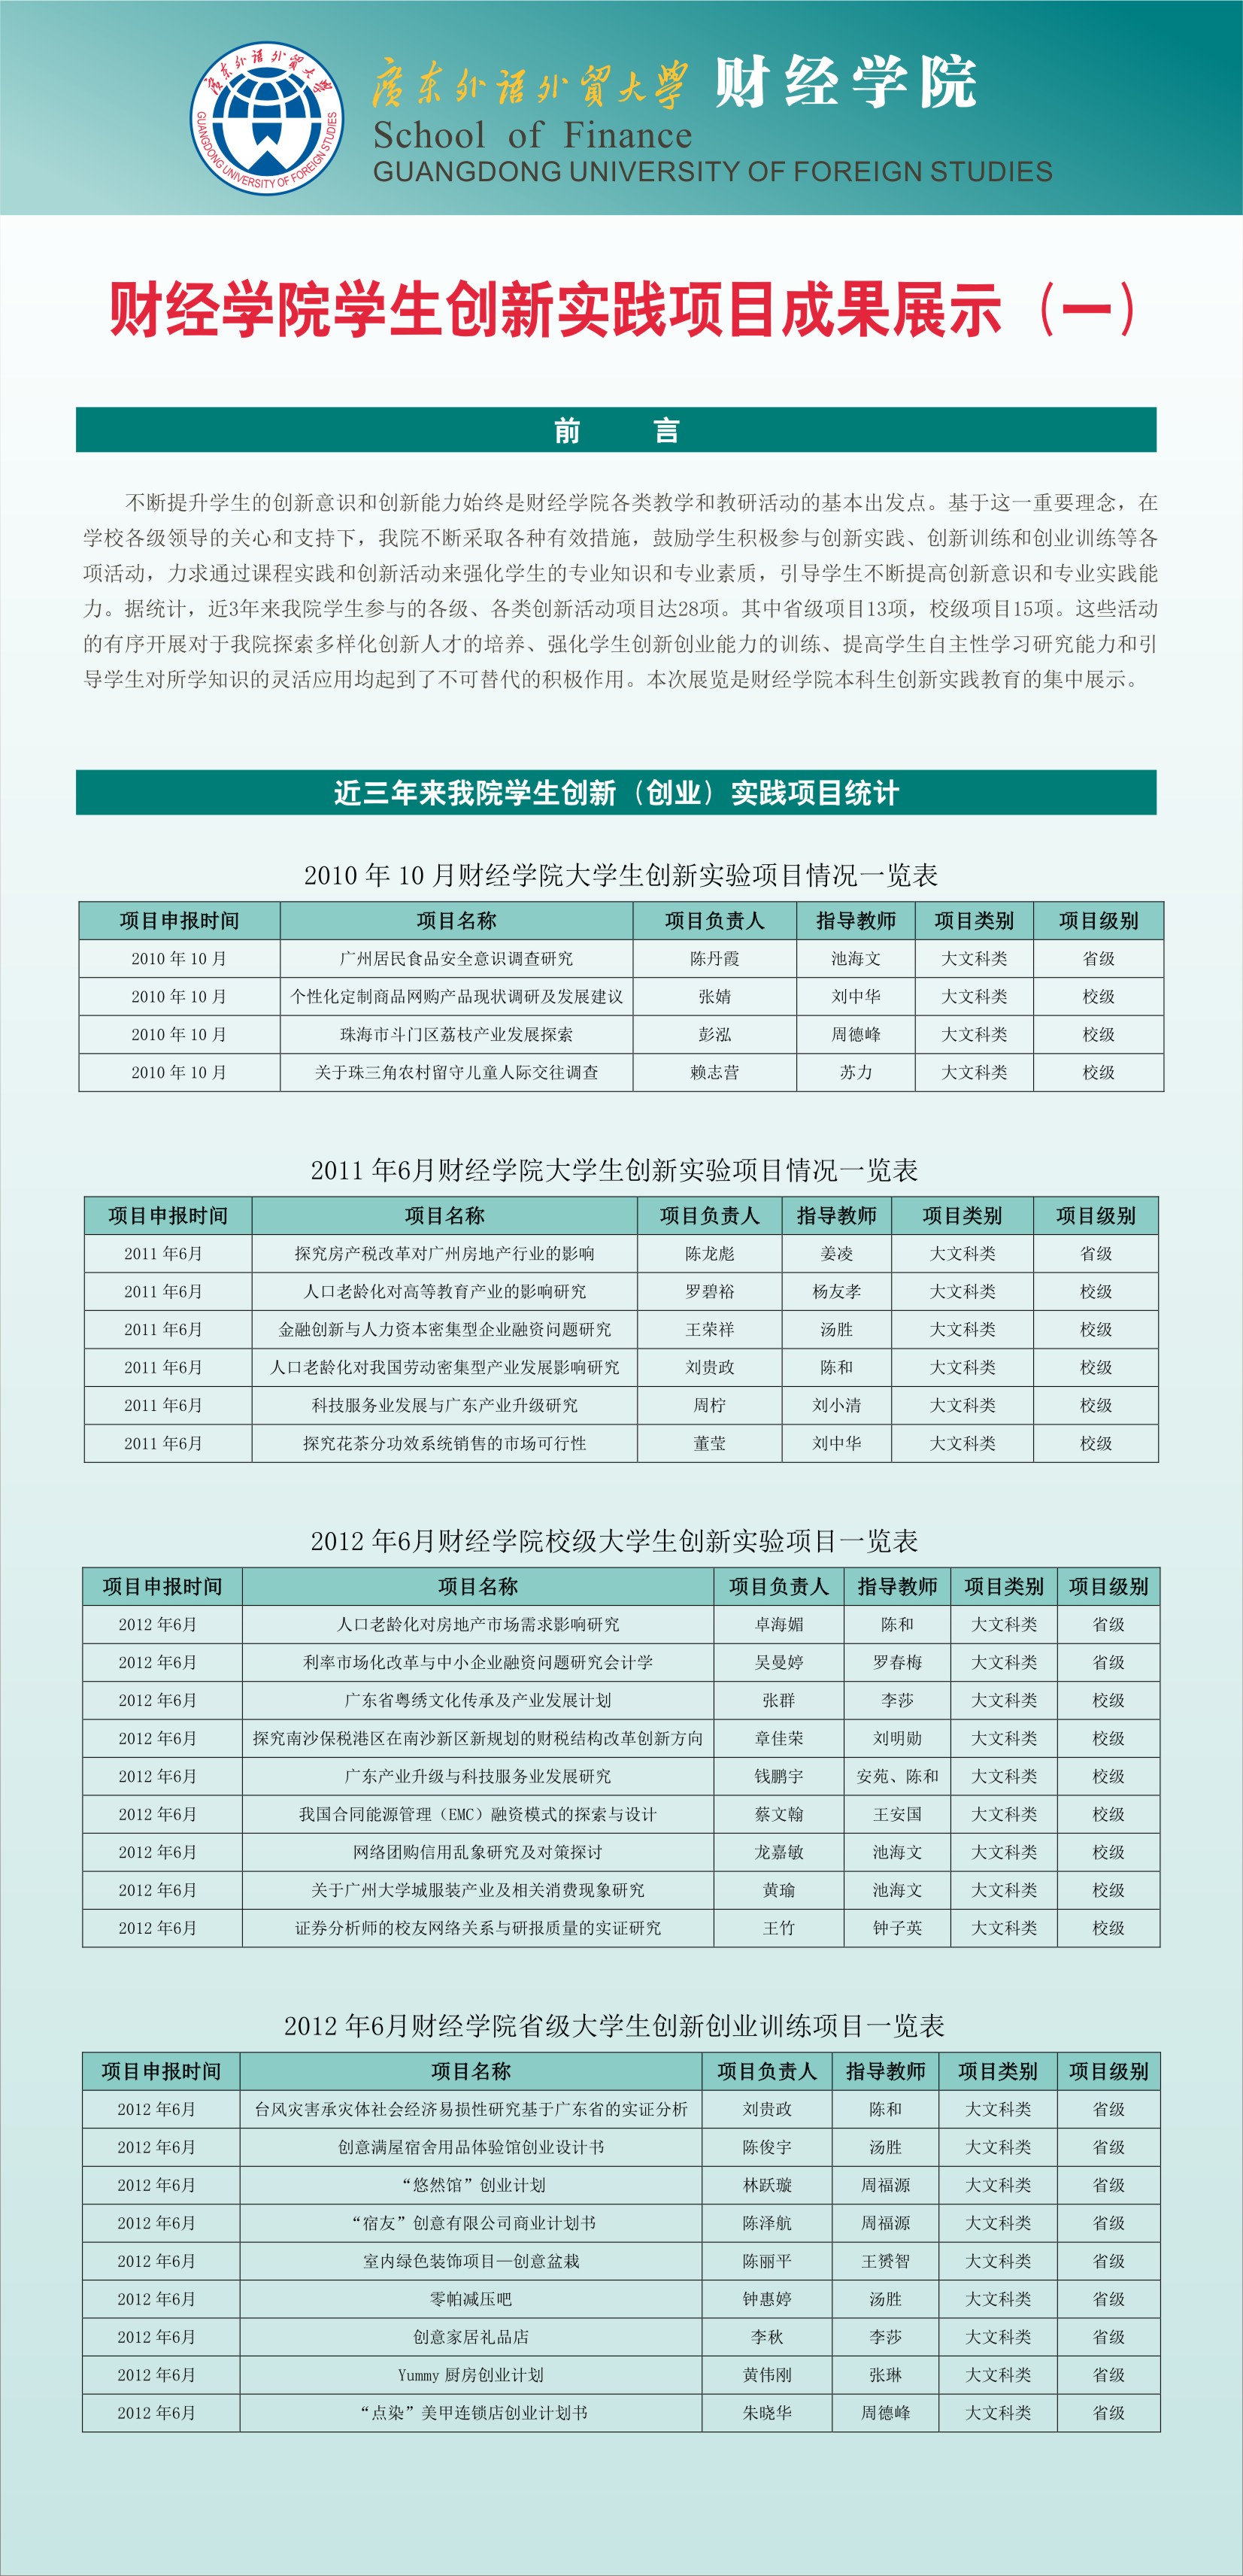 廣东外语外贸大學
GUANGDONG UNIVERSITY OF FOREIGN STUDIES
廣东外语外貿大學 财经学院
School of Finance
GUANGDONG UNIVERSITY OF FOREIGN STUDIES
财经学院学生创新实践项目成果展示（一）
前 言
不断提升学生的创新意识和创新能力始终是财经学院各类教学和教研活动的基本出发点。基于这一重要理念，在
学校各级领导的关心和支持下，我院不断采取各种有效措施，鼓励学生积极参与创新实践、创新训练和创业训练等各
项活动，力求通过课程实践和创新活动来强化学生的专业知识和专业素质，引导学生不断提高创新意识和专业实践能
力。据统计，近3年来我院学生参与的各级、各类创新活动项目达28项。其中省级项目13项，校级项目15项。这些活动
的有序开展对于我院探索多样化创新人才的培养、强化学生创新创业能力的训练、提高学生自主性学习研究能力和引
导学生对所学知识的灵活应用均起到了不可替代的积极作用。本次展览是财经学院本科生创新实践教育的集中展示。
近三年来我院学生创新（创业）实践项目统计
2010 年 10 月财经学院大学生创新实验项目情况一览表
项目申报时间 项目名称 项目负责人 指导教师 项目类别 项目级别
2010 年 10 月 广州居民食品安全意识调查研究 陈丹霞 池海文 大文科类 省级
2010 年 10 月 个性化定制商品网购产品现状调研及发展建议 张婧 刘中华 大文科类 校级
2010 年 10 月 珠海市斗门区荔枝产业发展探索 彭泓 周德峰 大文科类 校级
2010 年 10 月 关于珠三角农村留守儿童人际交往调查 赖志营 苏力 大文科类 校级
2011 年6月财经学院大学生创新实验项目情况一览表
项目申报时间 项目名称 项目负责人 指导教师 项目类别 项目级别
2011 年6月 探究房产税改革对广州房地产行业的影响 陈龙彪 姜凌 大文科类 省级
2011 年6月 人口老龄化对高等教育产业的影响研究 罗碧裕 杨友孝 大文科类 校级
2011 年6月 金融创新与人力资本密集型企业融资问题研究 王荣祥 汤胜 大文科类 校级
2011 年6月 人口老龄化对我国劳动密集型产业发展影响研究 刘贵政 陈和 大文科类 校级
2011 年6月 科技服务业发展与广东产业升级研究 周柠 刘小清 大文科类 校级
2011 年6月 探究花茶分功效系统销售的市场可行性 董莹 刘中华 大文科类 校级
2012 年6月财经学院校级大学生创新实验项目一览表
项目申报时间 项目名称 项目负责人 指导教师 项目类别 项目级别
2012 年6月 人口老龄化对房地产市场需求影响研究 卓海媚 陈和 大文科类 省级
2012 年6月 利率市场化改革与中小企业融资问题研究会计学 吴曼婷 罗春梅 大文科类 省级
2012 年6月 广东省粤绣文化传承及产业发展计划 张群 李莎 大文科类 校级
2012 年6月 探究南沙保税港区在南沙新区新规划的财税结构改革创新方向 章佳荣 刘明勋 大文科类 校级
2012 年6月 广东产业升级与科技服务业发展研究 钱鹏宇 安苑、陈和 大文科类 校级
2012 年6月 我国合同能源管理（EMC）融资模式的探索与设计 蔡文翰 王安国 大文科类 校级
2012 年6月 网络团购信用乱象研究及对策探讨 龙嘉敏 池海文 大文科类 校级
2012 年6月 关于广州大学城服装产业及相关消费现象研究 黄瑜 池海文 大文科类 校级
2012 年6月 证券分析师的校友网络关系与研报质量的实证研究 王竹 钟子英 大文科类 校级
2012 年6月财经学院省级大学生创新创业训练项目一览表
项目申报时间 项目名称 项目负责人 指导教师 项目类别 项目级别
2012 年6月 台风灾害承灾体社会经济易损性研究基于广东省的实证分析 刘贵政 陈和 大文科类 省级
2012 年6月 创意满屋宿舍用品体验馆创业设计书 陈俊宇 汤胜 大文科类 省级
2012 年6月 “悠然馆”创业计划 林跃璇 周福源 大文科类 省级
2012 年6月 “宿友”创意有限公司商业计划书 陈泽航 周福源 大文科类 省级
2012 年6月 室内绿色装饰项目—创意盆栽 陈丽平 王赟智 大文科类 省级
2012 年6月 零帕减压吧 钟惠婷 汤胜 大文科类 省级
2012 年6月 创意家居礼品店 李秋 李莎 大文科类 省级
2012 年6月 Yummy 厨房创业计划 黄伟刚 张琳 大文科类 省级
2012 年6月 “点染”美甲连锁店创业计划书 朱晓华 周德峰 大文科类 省级